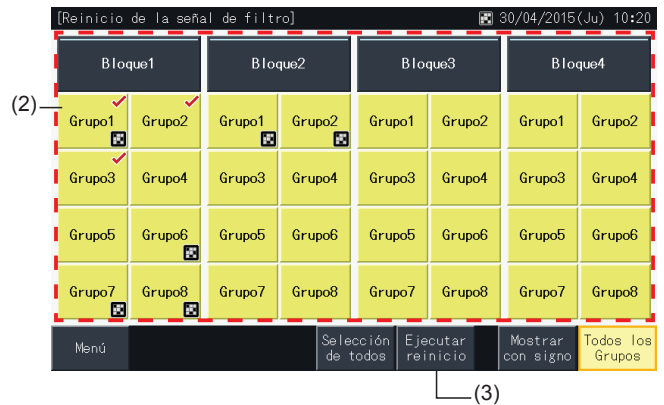 [Reinicio de la señal de filtro] 30/04/2015(Ju) 10:20
Bloque1 Bloque2 Bloque3 Bloque4
(2)
Grupo1 Grupo2 Grupo1 Grupo2 Grupo1 Grupo2 Grupo1 Grupo2
Grupo3 Grupo4 Grupo3 Grupo4 Grupo3 Grupo4 Grupo3 Grupo4
Grupo5 Grupo6 Grupo5 Grupo6 Grupo5 Grupo6 Grupo5 Grupo6
Grupo7 Grupo8 Grupo7 Grupo8 Grupo7 Grupo8 Grupo7 Grupo8
Menú
Selección
de todos
Ejecutar
reinicio
Mostrar
con signo
Todos los
Grupos
(3)